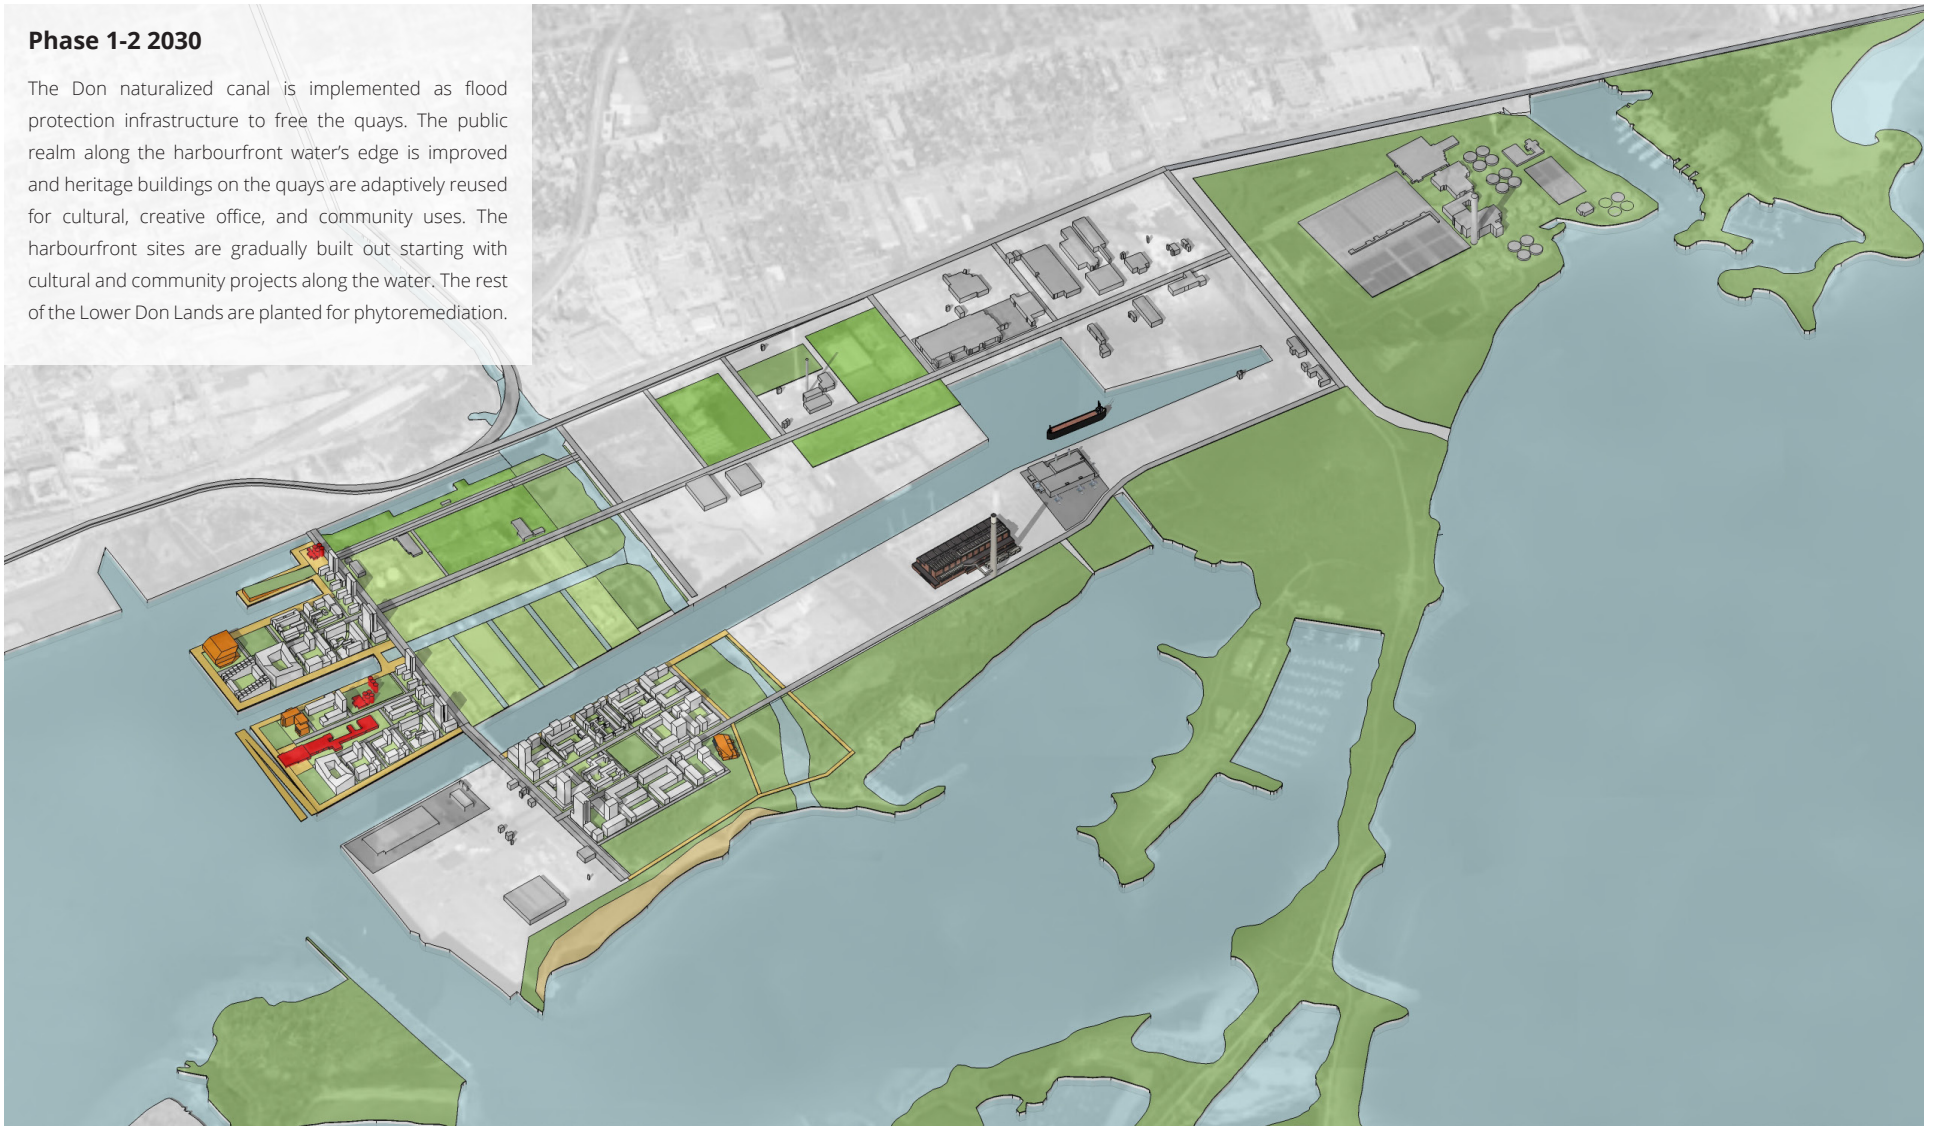 Phase 1-2 2030
The Don naturalized canal is implemented as flood
protection infrastructure to free the quays. The public
realm along the harbourfront water's edge is improved
and heritage buildings on the quays are adaptively reused
for cultural, creative office, and community uses. The
harbourfront sites are gradually built out starting with
cultural and community projects along the water. The rest
of the Lower Don Lands are planted for phytoremediation.